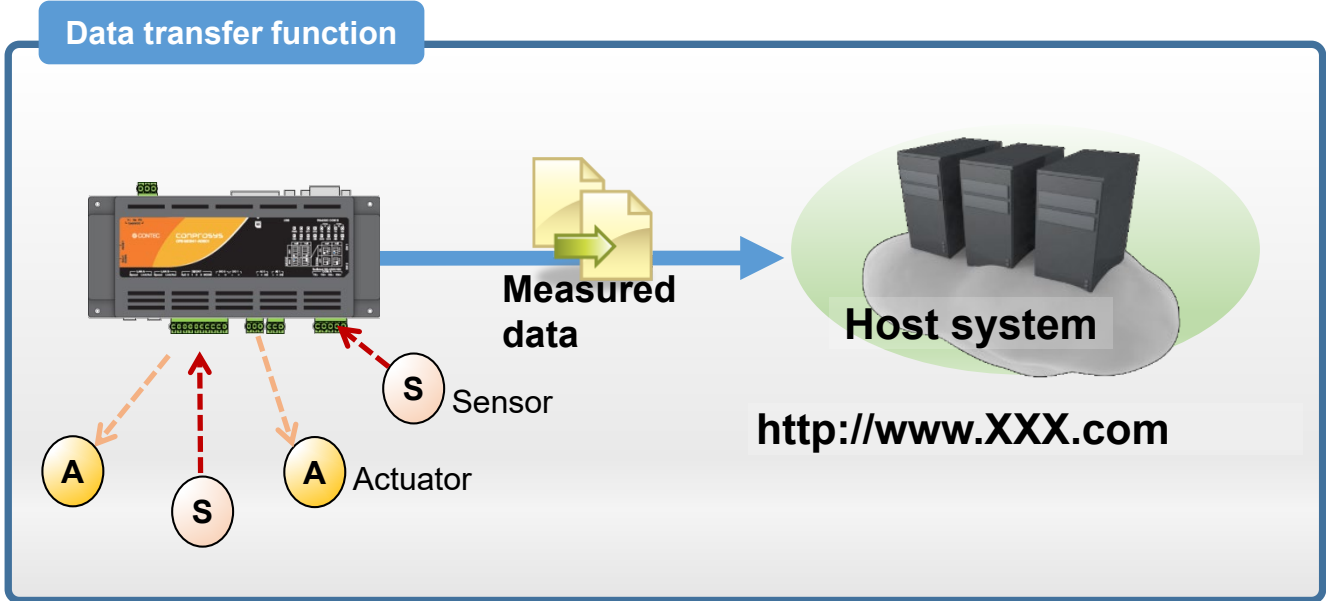 Data transfer function
CONTEC
CONPROSYS
Measured
data
Host system
S
Sensor
http://www.XXX.com
A
A
Actuator
S